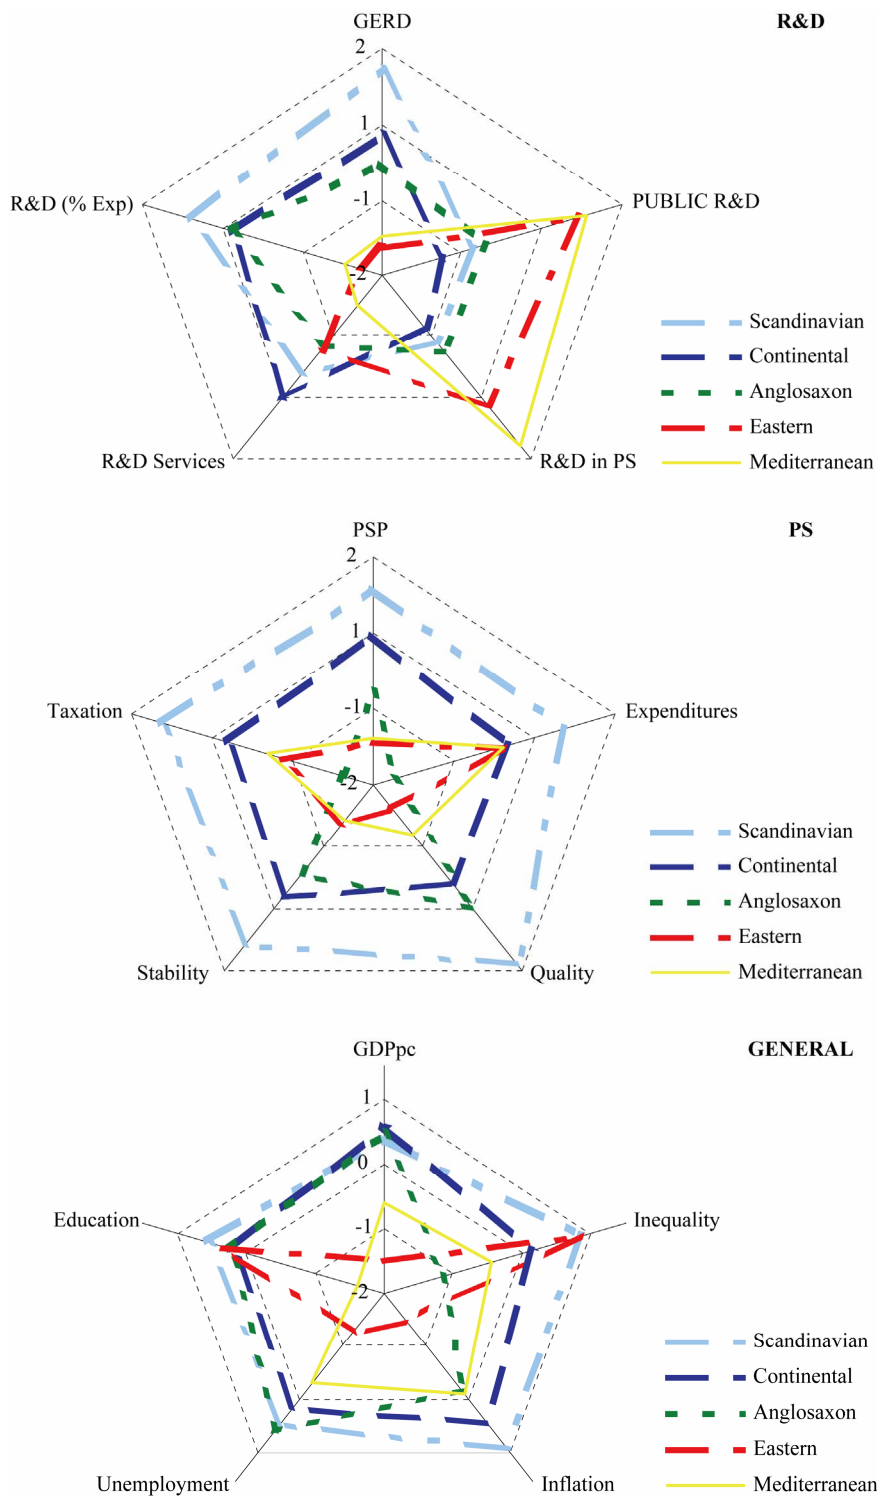 GERD
R&D
2
1
-1
-2
R&D (% Exp)
PUBLIC R&D
R&D Services
R&D in PS
Scandinavian
Continental
Anglosaxon
Eastern
Mediterranean
PSP
PS
2
1
-1
-2
Taxation
Expenditures
Stability
Quality
Scandinavian
Continental
Anglosaxon
Eastern
Mediterranean
GDPpc
GENERAL
1
0
-1
-2
Education
Inequality
Unemployment
Inflation
Scandinavian
Continental
Anglosaxon
Eastern
Mediterranean